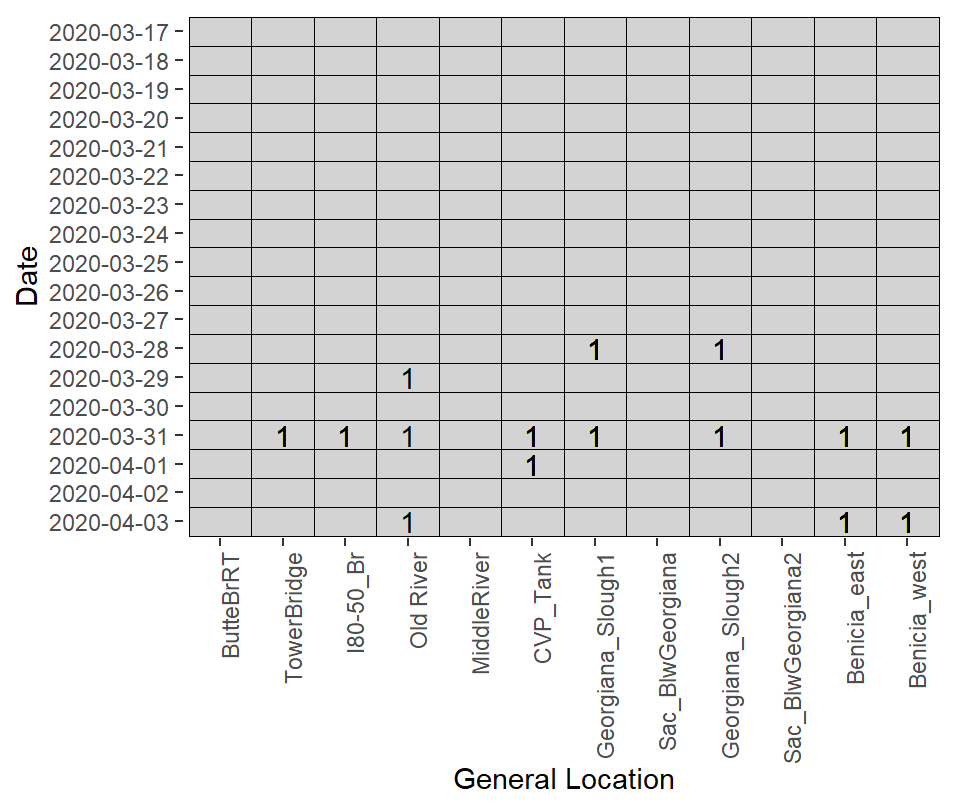 Date
2020-03-17
2020-03-18
2020-03-19
2020-03-20
2020-03-21
2020-03-22
2020-03-23
2020-03-24
2020-03-25
2020-03-26
2020-03-27
2020-03-28 1 1
2020-03-29 1
2020-03-30
2020-03-31 1 1 1 1 1 1 1 1
2020-04-01 1
2020-04-02
2020-04-03 1 1 1
ButteBrRT
TowerBridge
I80-50_Br
Old River
MiddleRiver
CVP_Tank
Georgiana_Slough1
Sac_BlwGeorgiana
Georgiana_Slough2
Sac_BlwGeorgiana2
Benicia_east
Benicia_west
General Location